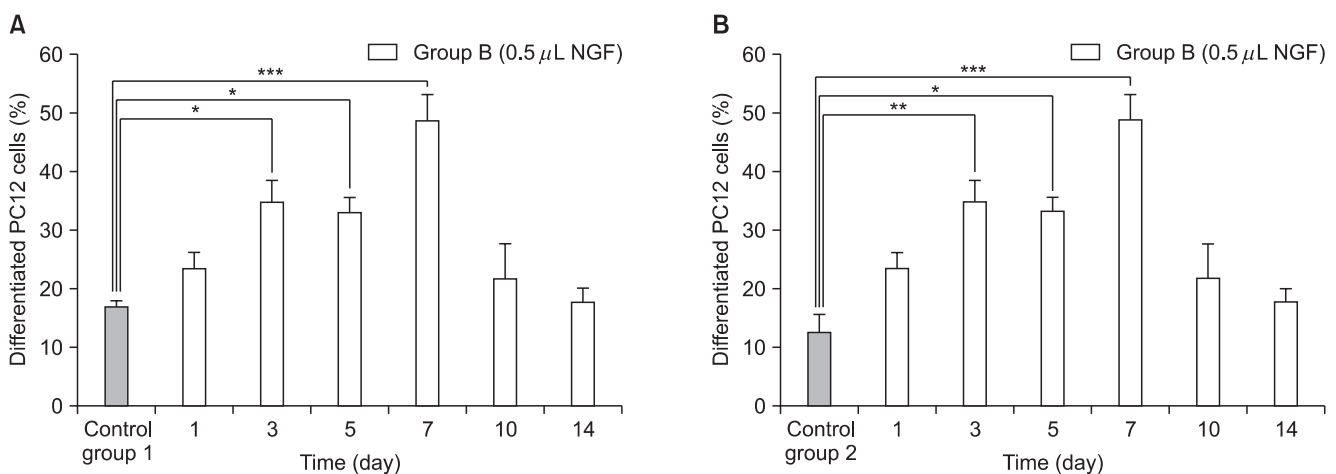 A
Differentiated PC12 cells (%)
60
50
40
30
20
10
0
Group B (0.5 μL NGF)
***
*
*
Control
group 1
1
3
5
7
10
14
Time (day)
B
Differentiated PC12 cells (%)
60
50
40
30
20
10
0
Group B (0.5 μL NGF)
***
*
**
Control
group 2
1
3
5
7
10
14
Time (day)